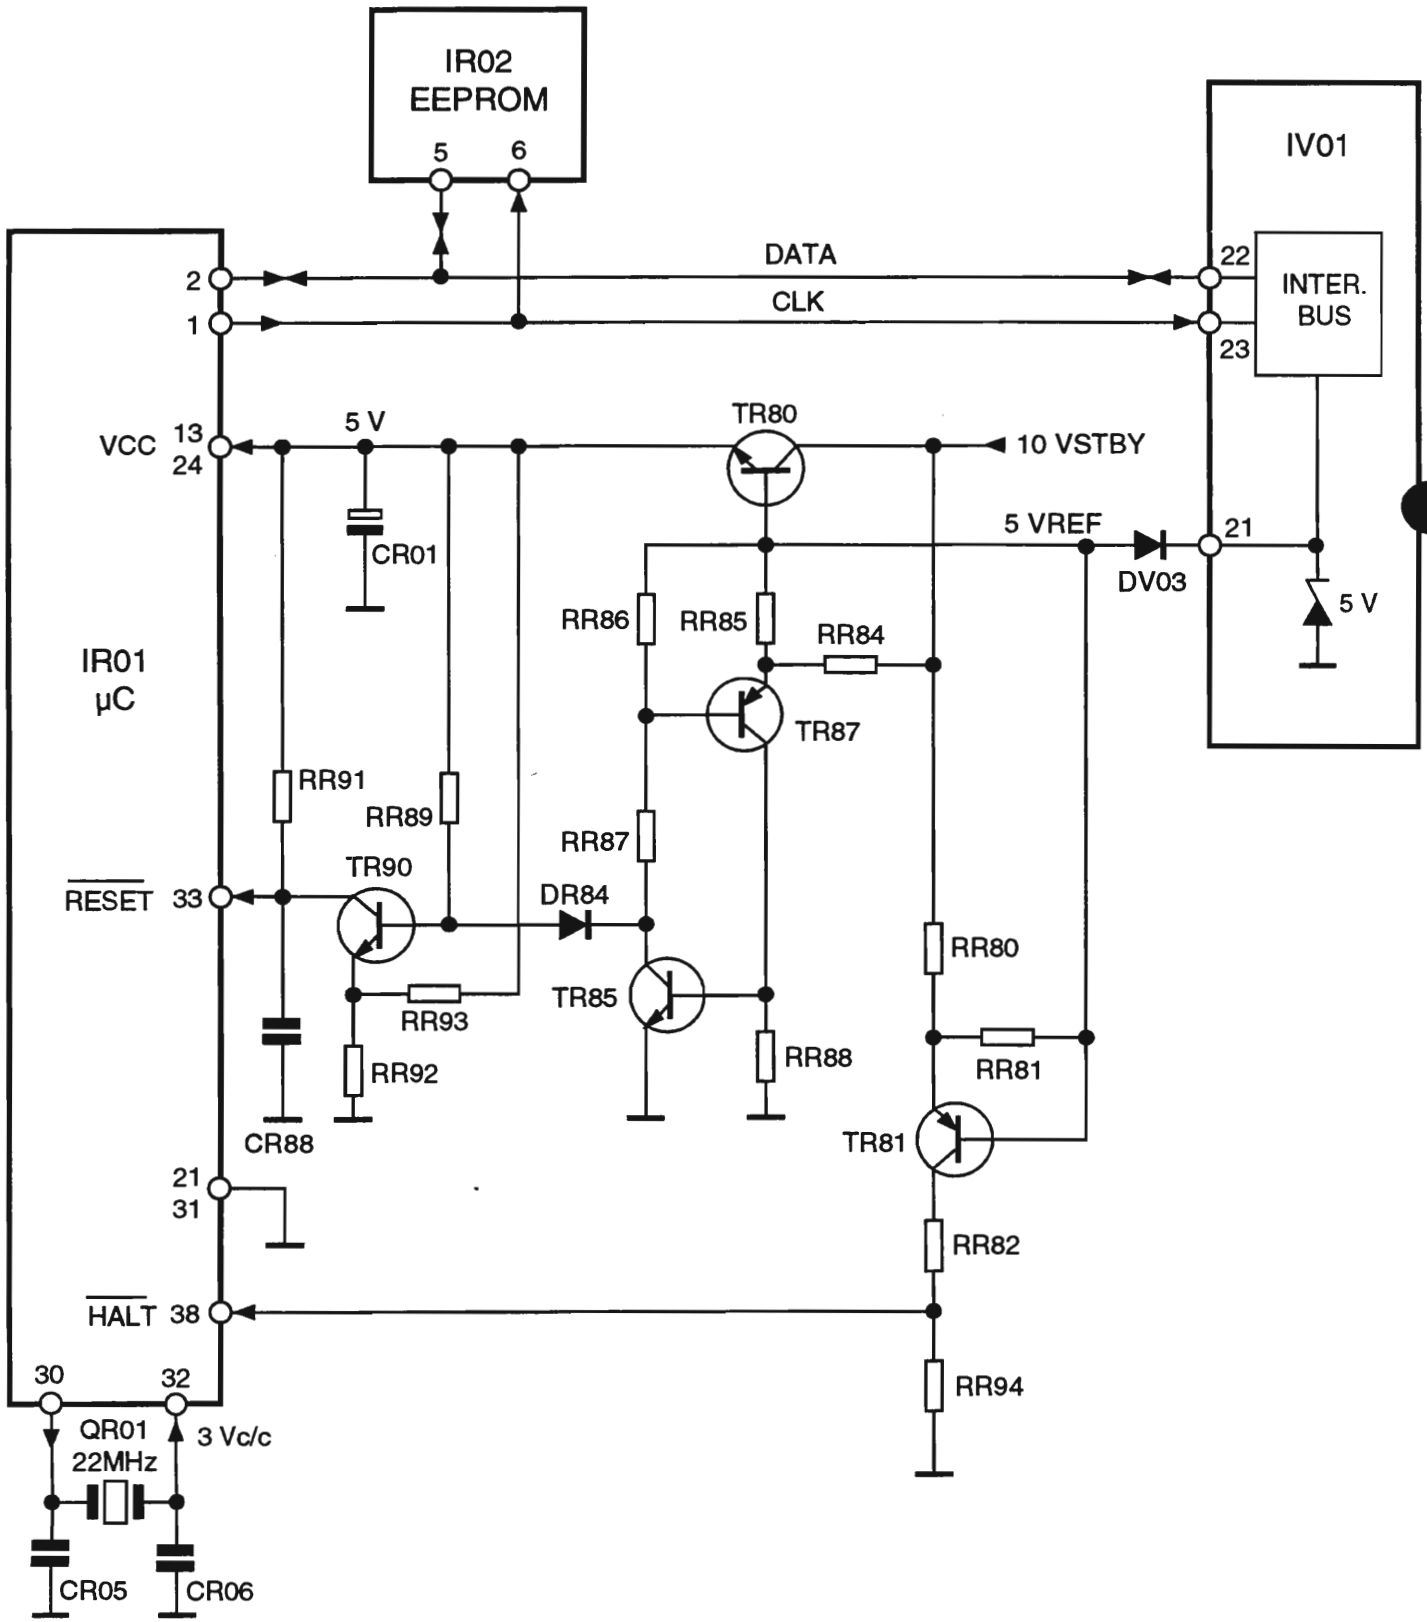 IR02
EEPROM
5
6
IV01
2
DATA
22
INTER.
BUS
1
CLK
23
VCC
13
24
5 V
TR80
10 VSTBY
5 VREF
21
DV03
CR01
5 V
RR86
RR85
RR84
IR01
µC
TR87
RR91
RR89
RR87
TR90
DR84
RESET
33
RR80
TR85
RR93
RR88
RR81
RR92
CR88
TR81
21
31
RR82
HALT
38
30
32
QR01
22MHz
3 Vc/c
RR94
CR05
CR06